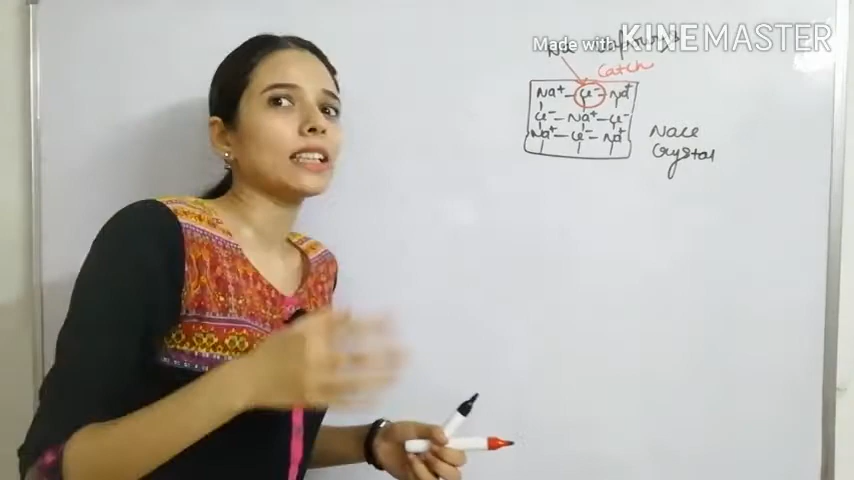 Made with KINEMASTER
Catch
Na+ - Cl- - Na+
Cl- - Na+ - Cl-
Na+ - Cl- - Na+
NaCl
Crystal